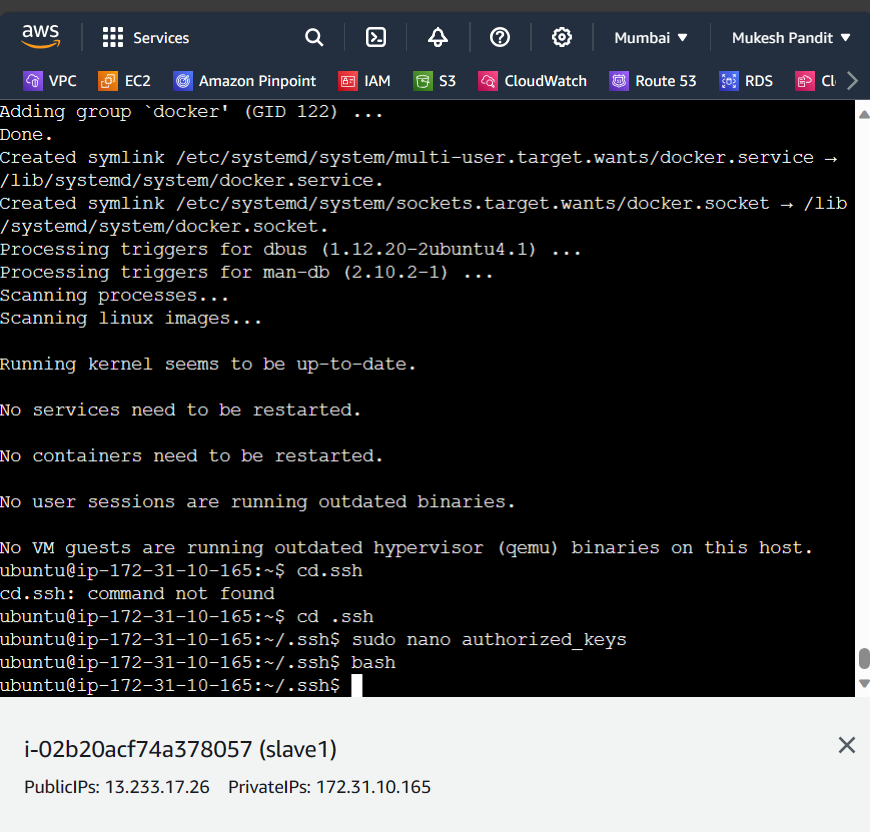 aws Services Mumbai Mukesh Pandit
VPC EC2 Amazon Pinpoint IAM S3 CloudWatch Route 53 RDS
Adding group `docker' (GID 122) ...
Done.
Created symlink /etc/systemd/system/multi-user.target.wants/docker.service →
/lib/systemd/system/docker.service.
Created symlink /etc/systemd/system/sockets.target.wants/docker.socket → /lib
/systemd/system/docker.socket.
Processing triggers for dbus (1.12.20-2ubuntu4.1) ...
Processing triggers for man-db (2.10.2-1) ...
Scanning processes...
Scanning linux images...
Running kernel seems to be up-to-date.
No services need to be restarted.
No containers need to be restarted.
No user sessions are running outdated binaries.
No VM guests are running outdated hypervisor (qemu) binaries on this host.
ubuntu@ip-172-31-10-165:~$ cd.ssh
cd.ssh: command not found
ubuntu@ip-172-31-10-165:~$ cd .ssh
ubuntu@ip-172-31-10-165:~/.ssh$ sudo nano authorized_keys
ubuntu@ip-172-31-10-165:~/.ssh$ bash
ubuntu@ip-172-31-10-165:~/.ssh$
i-02b20acf74a378057 (slave1)
PublicIPs: 13.233.17.26 PrivateIPs: 172.31.10.165